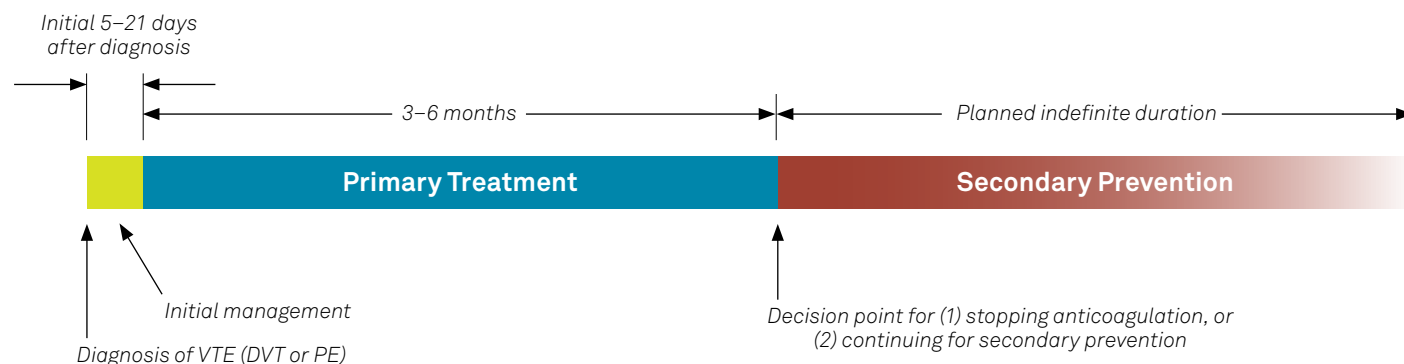 Initial 5–21 days
after diagnosis
3–6 months
Planned indefinite duration
Primary Treatment
Secondary Prevention
Initial management
Diagnosis of VTE (DVT or PE)
Decision point for (1) stopping anticoagulation, or
(2) continuing for secondary prevention